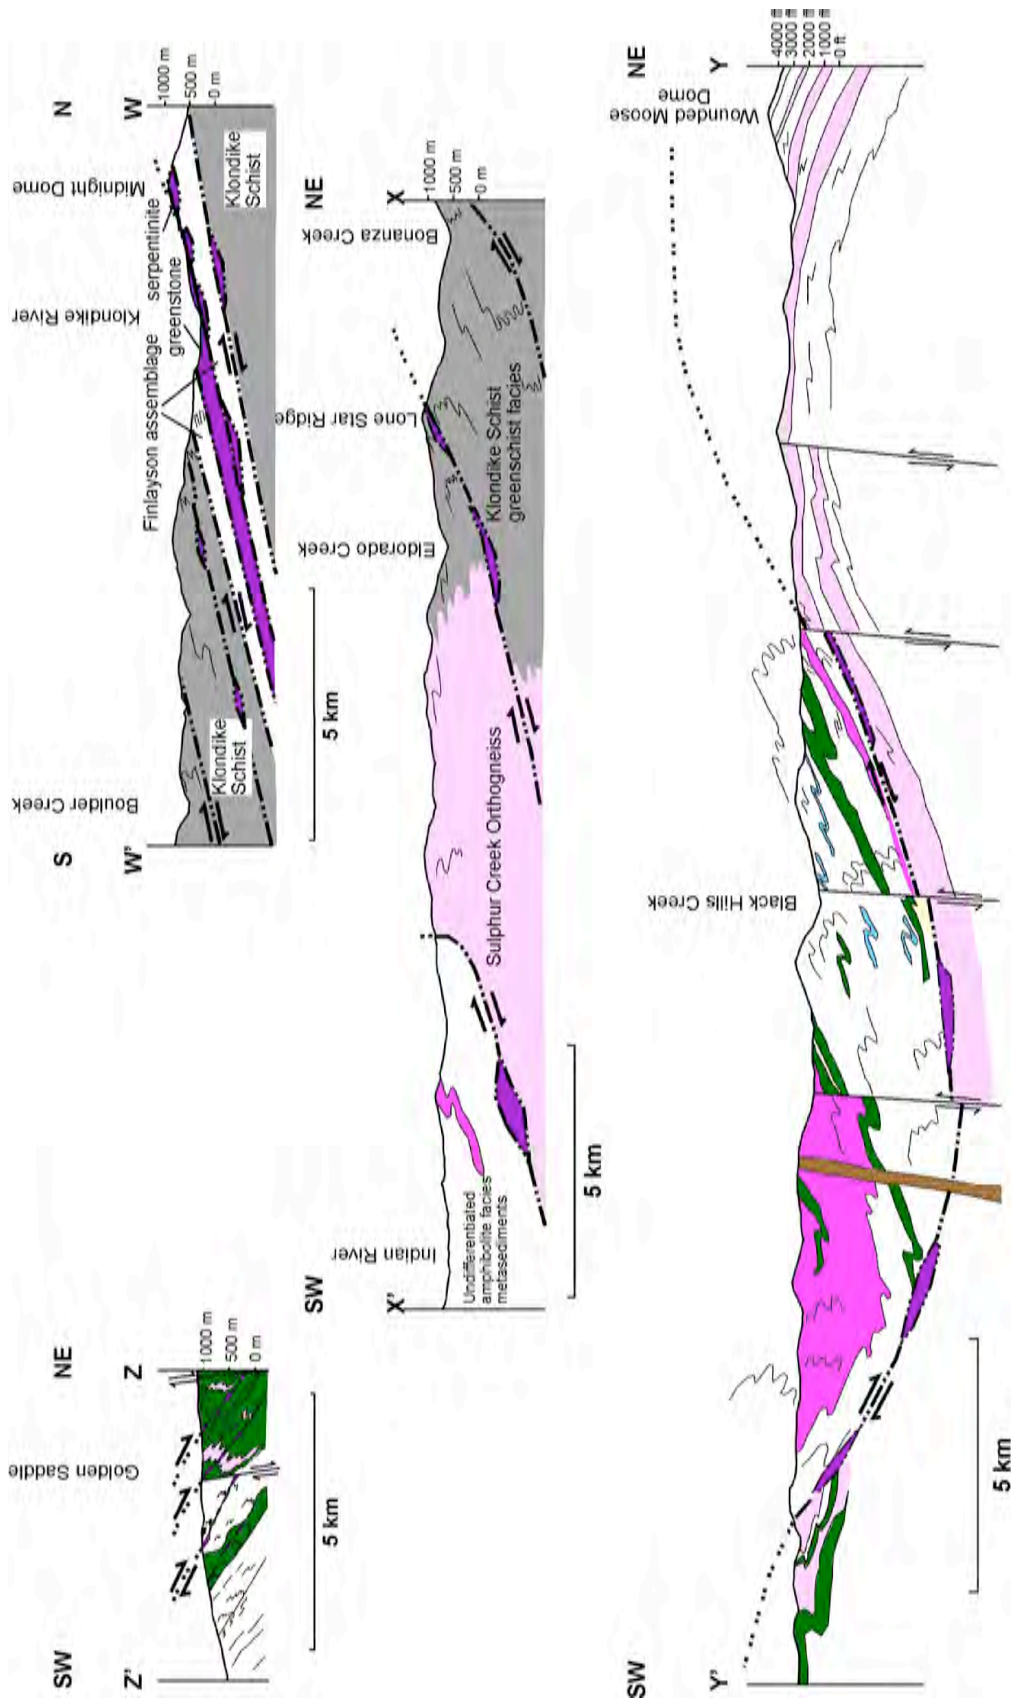 N
W
1000 m
500 m
0 m
Midnight Dome
serpentinite
Klondike River
greenstone
Finlayson assemblage
Klondike
Schist
Klondike
Schist
Boulder Creek
S
W'
5 km
NE
X
1000 m
500 m
0 m
Bonanza Creek
Lone Star Ridge
Eldorado Creek
Klondike Schist
greenschist facies
Sulphur Creek Orthogneiss
Undifferentiated
amphibolite facies
metasediments
Indian River
SW
X'
5 km
NE
Y
4000 ft
3000 ft
2000 ft
1000 ft
0 ft
Wounded Moose
Dome
Black Hills Creek
SW
Y'
5 km
NE
Z
1000 m
500 m
0 m
Golden Saddle
SW
Z'
5 km